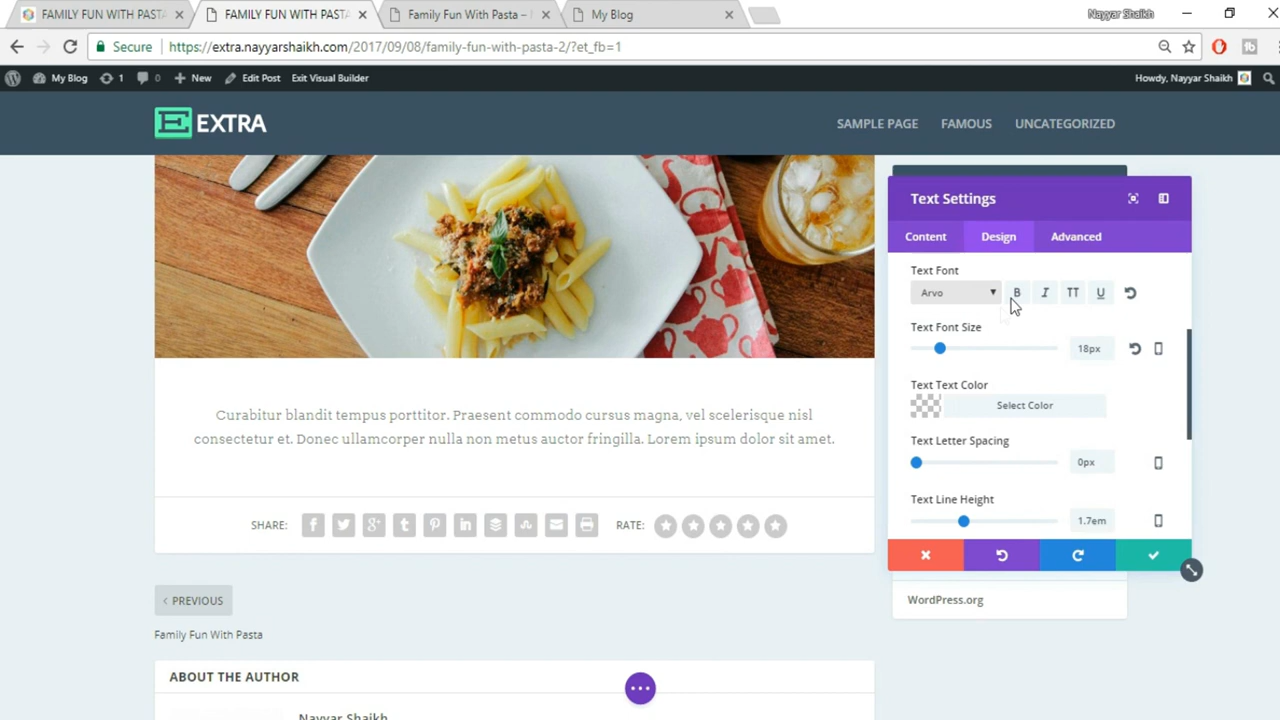 FAMILY FUN WITH PASTA
FAMILY FUN WITH PASTA
Family Fun With Pasta –
My Blog
Nayyar Shaikh
Secure
https://extra.nayyarshaikh.com/2017/09/08/family-fun-with-pasta-2/?et_fb=1
My Blog
1
0
New
Edit Post
Exit Visual Builder
Howdy, Nayyar Shaikh
E EXTRA
SAMPLE PAGE
FAMOUS
UNCATEGORIZED
Text Settings
Content
Design
Advanced
Text Font
Arvo
B
I
TT
U
Text Font Size
18px
Text Text Color
Select Color
Text Letter Spacing
0px
Text Line Height
1.7em
Curabitur blandit tempus porttitor. Praesent commodo cursus magna, vel scelerisque nisl
consectetur et. Donec ullamcorper nulla non metus auctor fringilla. Lorem ipsum dolor sit amet.
SHARE:
RATE:
PREVIOUS
Family Fun With Pasta
WordPress.org
ABOUT THE AUTHOR
Nayyar Shaikh